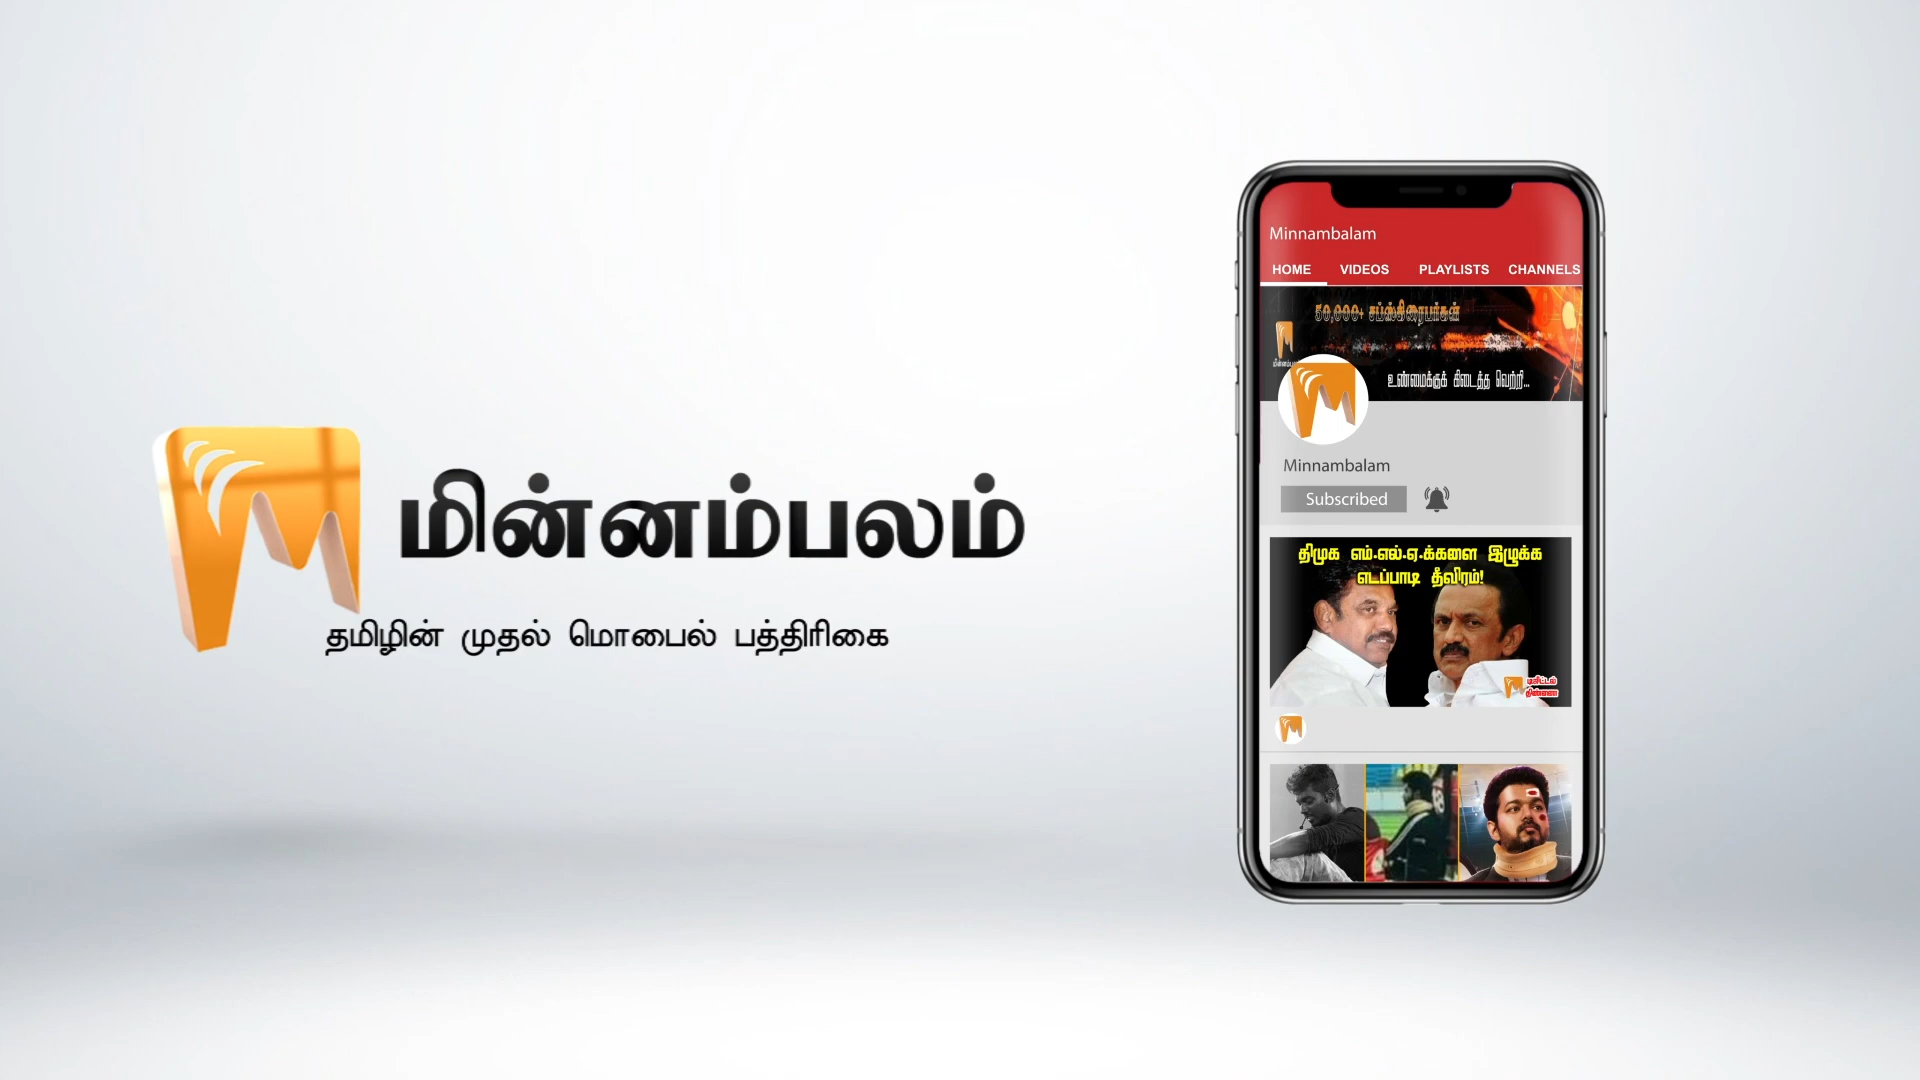 மின்னம்பலம்
தமிழின் முதல் மொபைல் பத்திரிகை
Minnambalam
HOME VIDEOS PLAYLISTS CHANNELS
50,000+ சப்ஸ்கிரைபர்கள்
உண்மைக்குக் கிடைத்த வெற்றி...
Minnambalam
Subscribed
திமுக எம்.எல்.ஏ.க்களை இழுக்க
எடப்பாடி தீவிரம்!
டிஜிட்டல்
திண்ணை